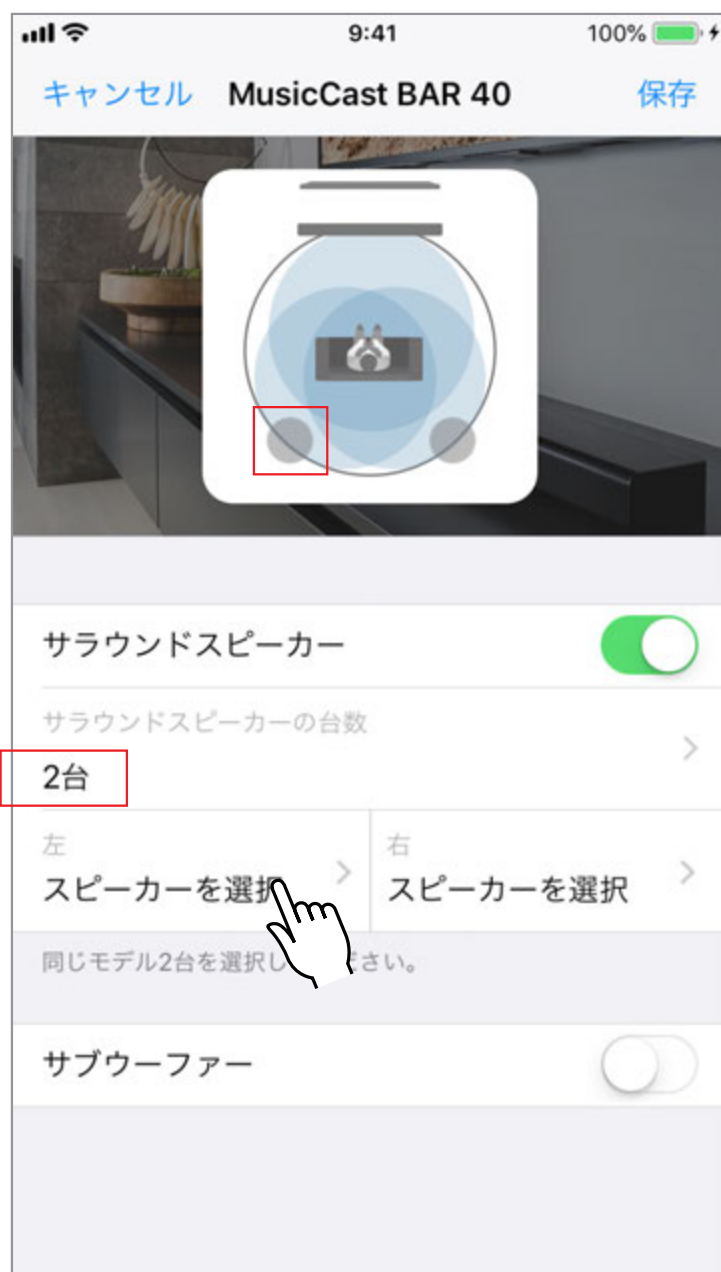 9:41
100%
キャンセル MusicCast BAR 40 保存
サラウンドスピーカー
サラウンドスピーカーの台数
2台
左 右
スピーカーを選択 スピーカーを選択
同じモデル2台を選択し ださい。
サブウーファー